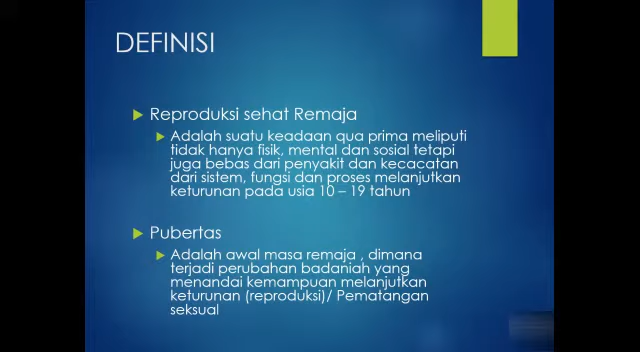 DEFINISI
Reproduksi sehat Remaja
Adalah suatu keadaan qua prima meliputi
tidak hanya fisik, mental dan sosial tetapi
juga bebas dari penyakit dan kecacatan
dari sistem, fungsi dan proses melanjutkan
keturunan pada usia 10 – 19 tahun
Pubertas
Adalah awal masa remaja , dimana
terjadi perubahan badaniah yang
menandai kemampuan melanjutkan
keturunan (reproduksi)/ Pematangan
seksual